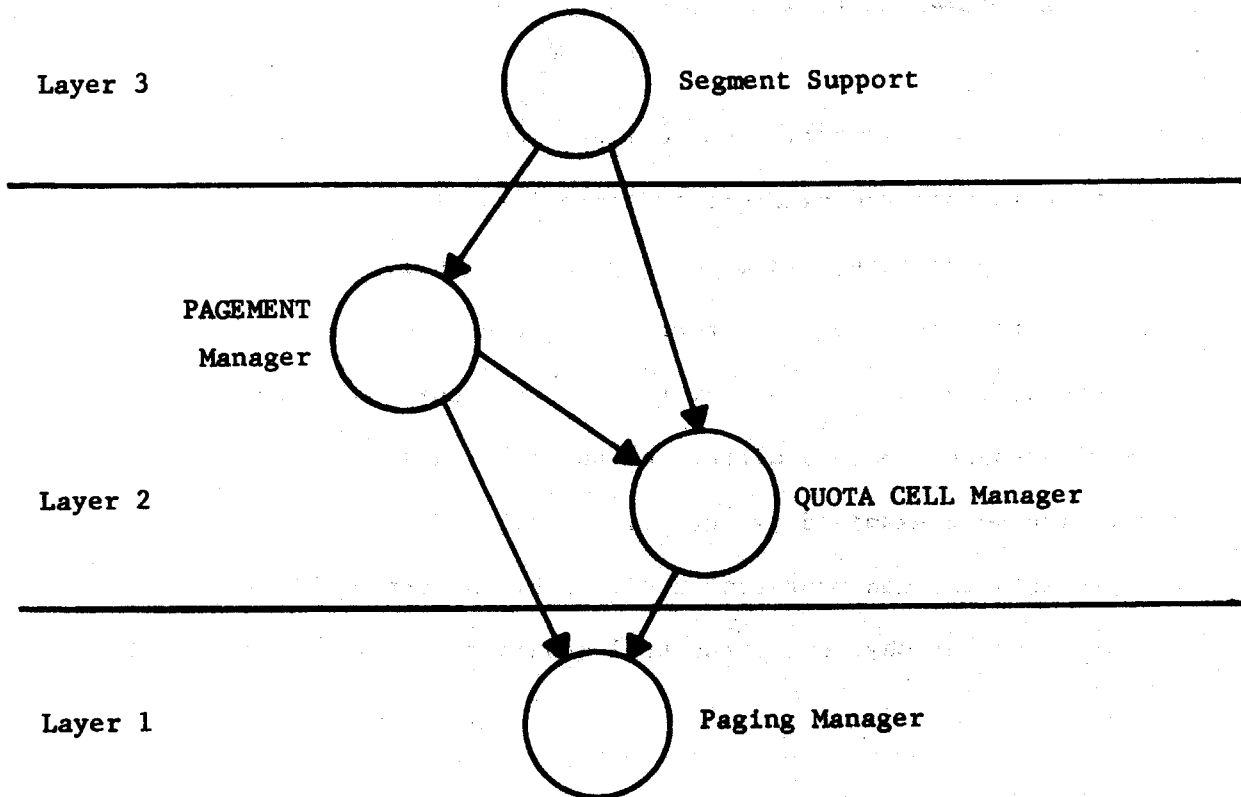 Layer 3
Segment Support
PAGEMENT
Manager
Layer 2
QUOTA CELL Manager
Layer 1
Paging Manager